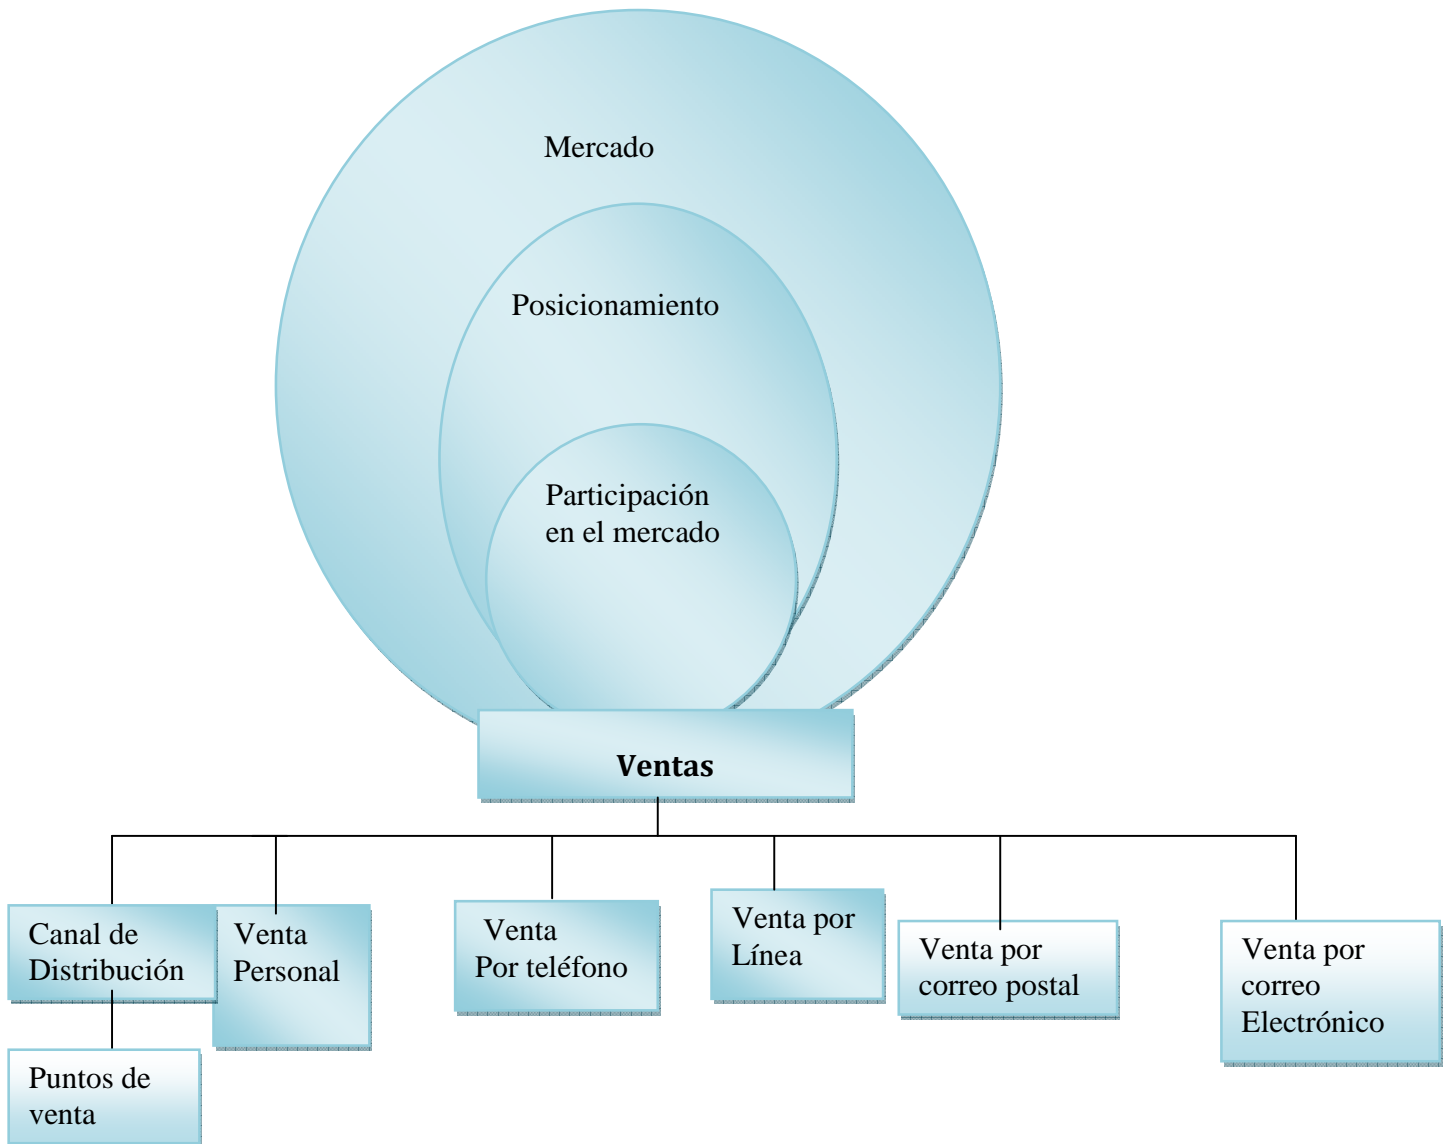 Mercado
Posicionamiento
Participación
en el mercado
Ventas
Canal de
Distribución
Venta
Personal
Venta
Por teléfono
Venta por
Línea
Venta por
correo postal
Venta por
correo
Electrónico
Puntos de
venta